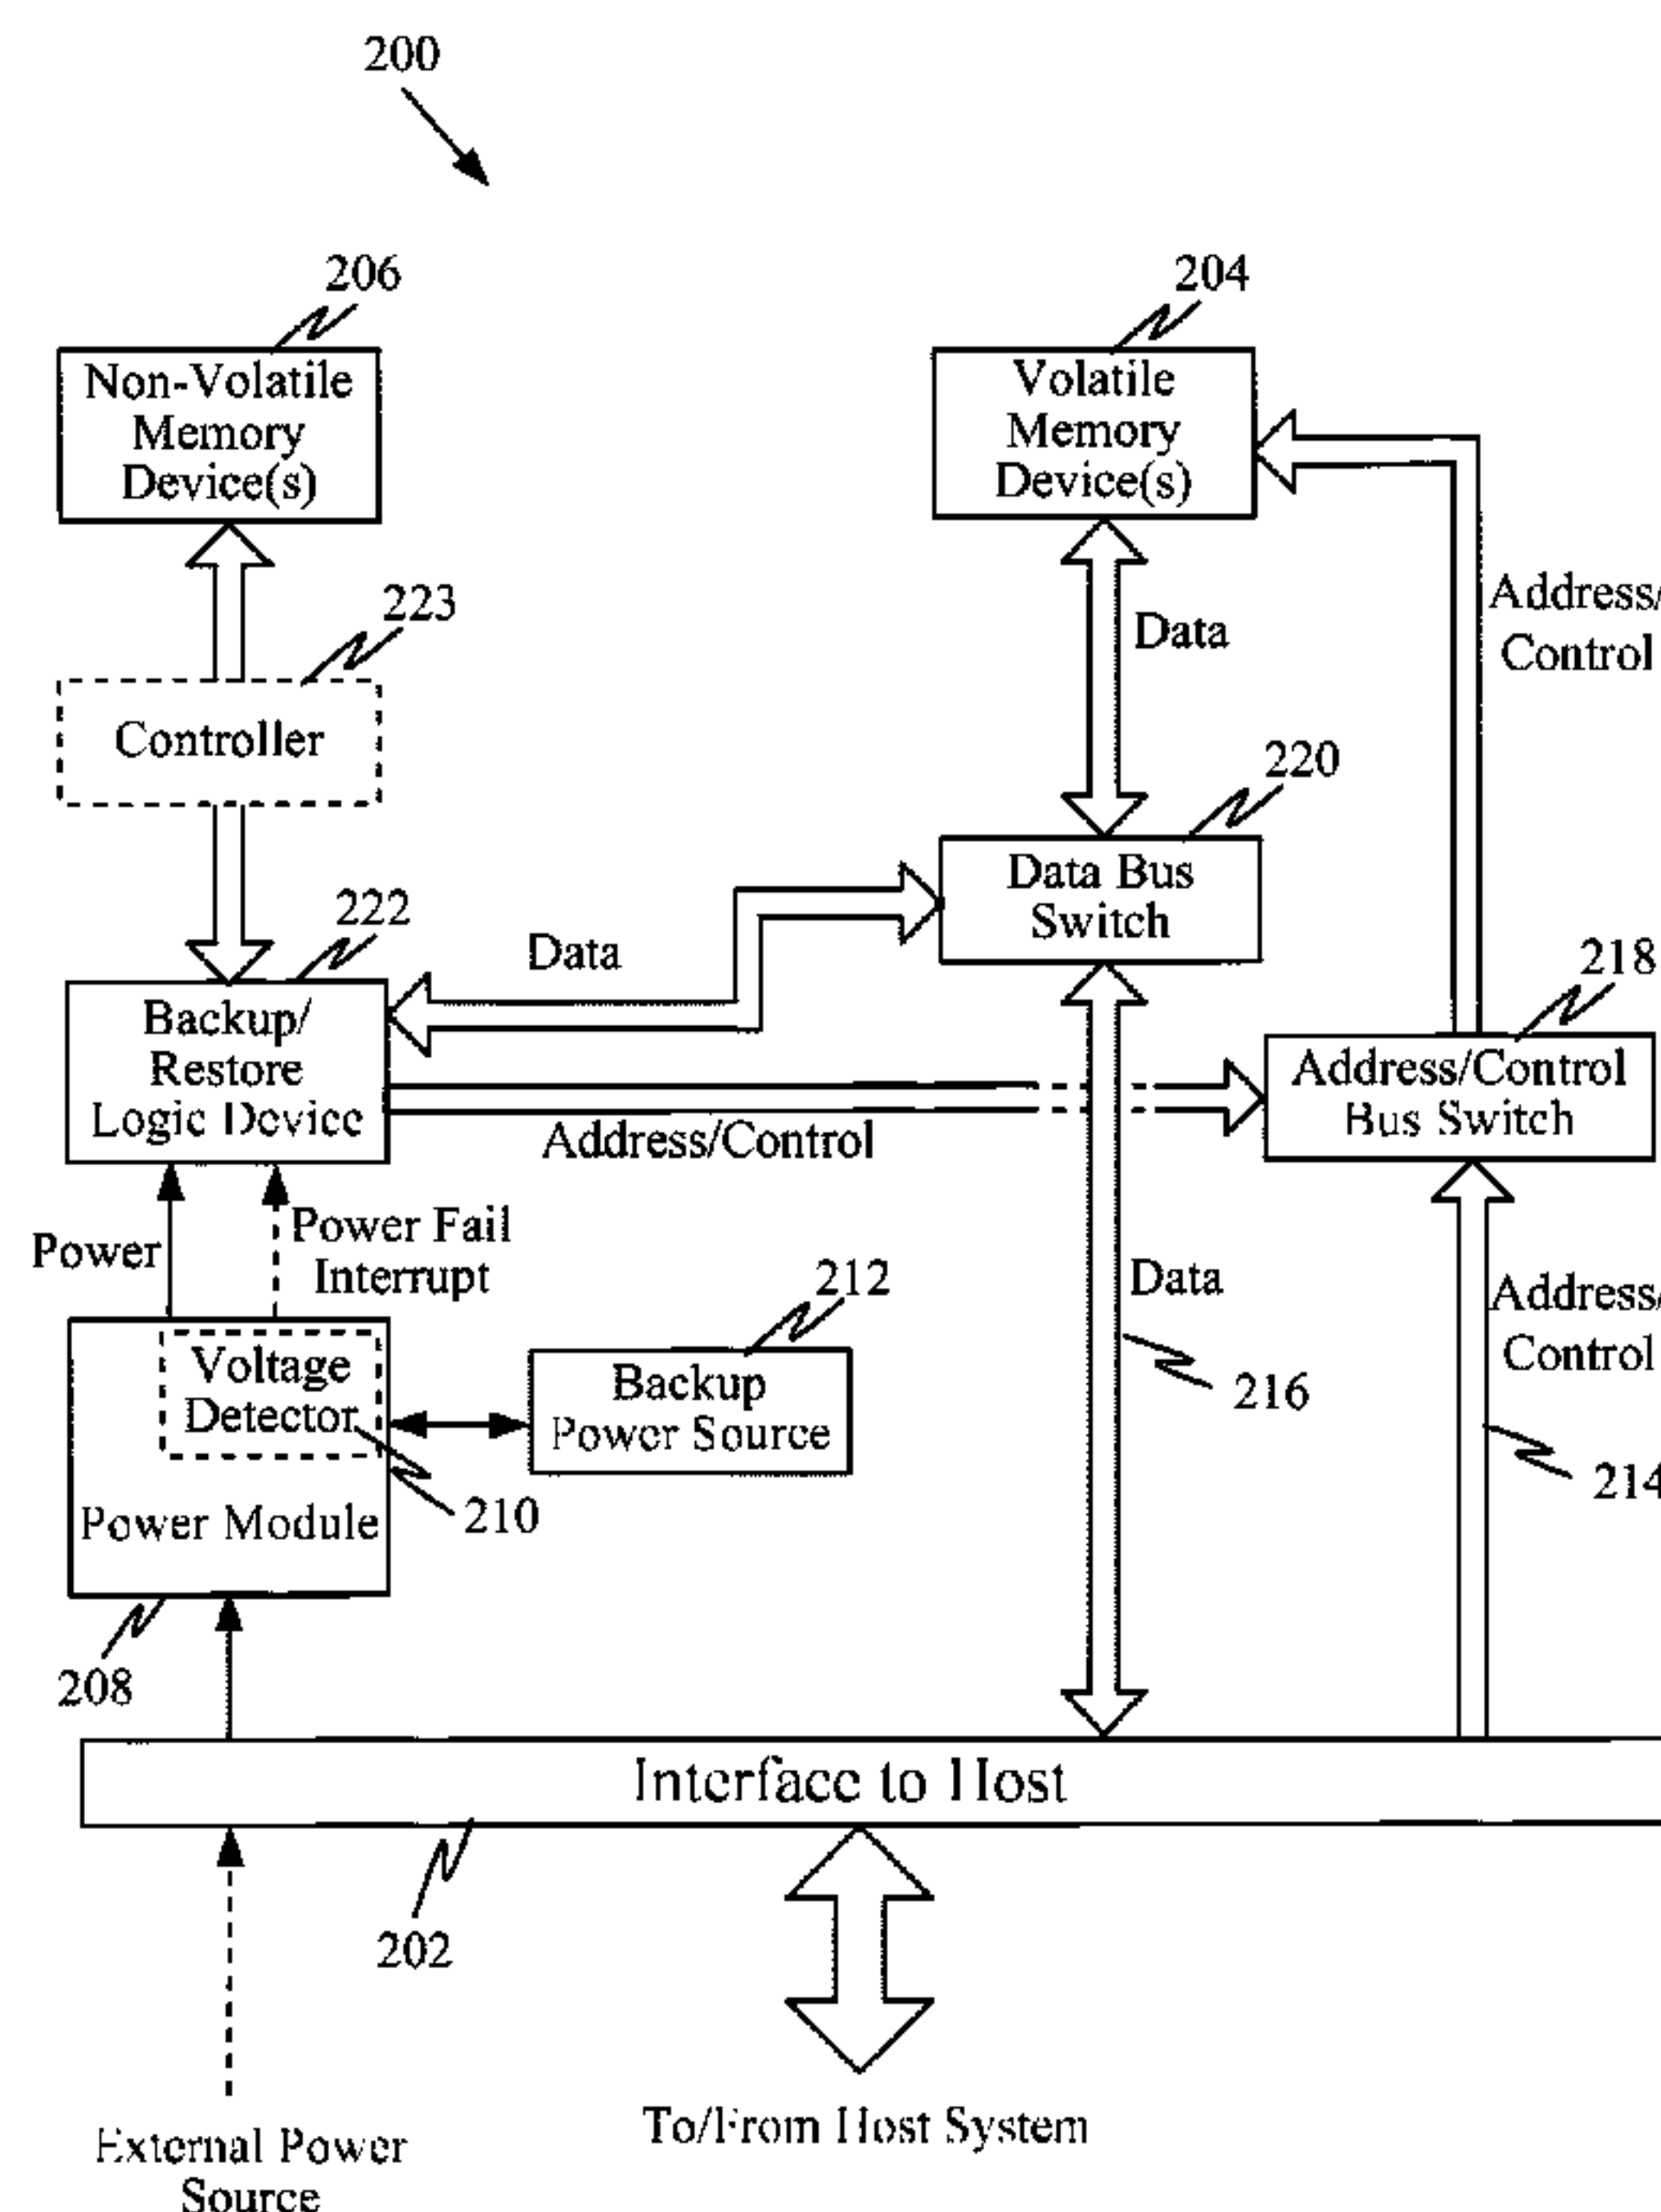 200
206
204
Non-Volatile
Memory
Device(s)
Volatile
Memory
Device(s)
223
Data
Address/
Control
Controller
220
Data Bus
Switch
222
Data
218
Backup/
Restore
Logic Device
Address/Control
Bus Switch
Address/Control
Power
Power Fail
Interrupt
212
Data
Address/
Control
Voltage
Detector
Backup
Power Source
216
214
210
Power Module
208
Interface to Host
202
To/From Host System
External Power
Source